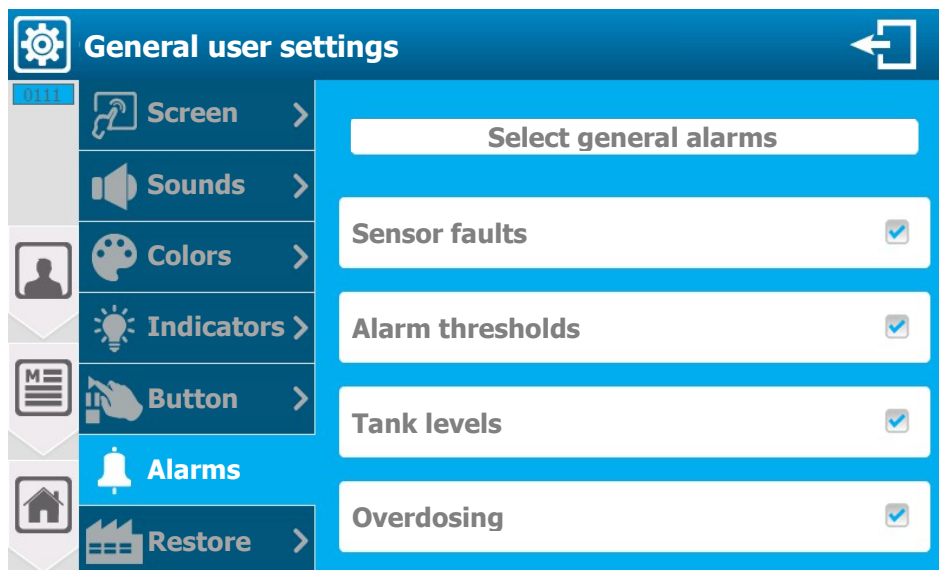 General user settings
0111
Screen
Sounds
Colors
Indicators
Button
Alarms
Restore
M
Select general alarms
Sensor faults
Alarm thresholds
Tank levels
Overdosing